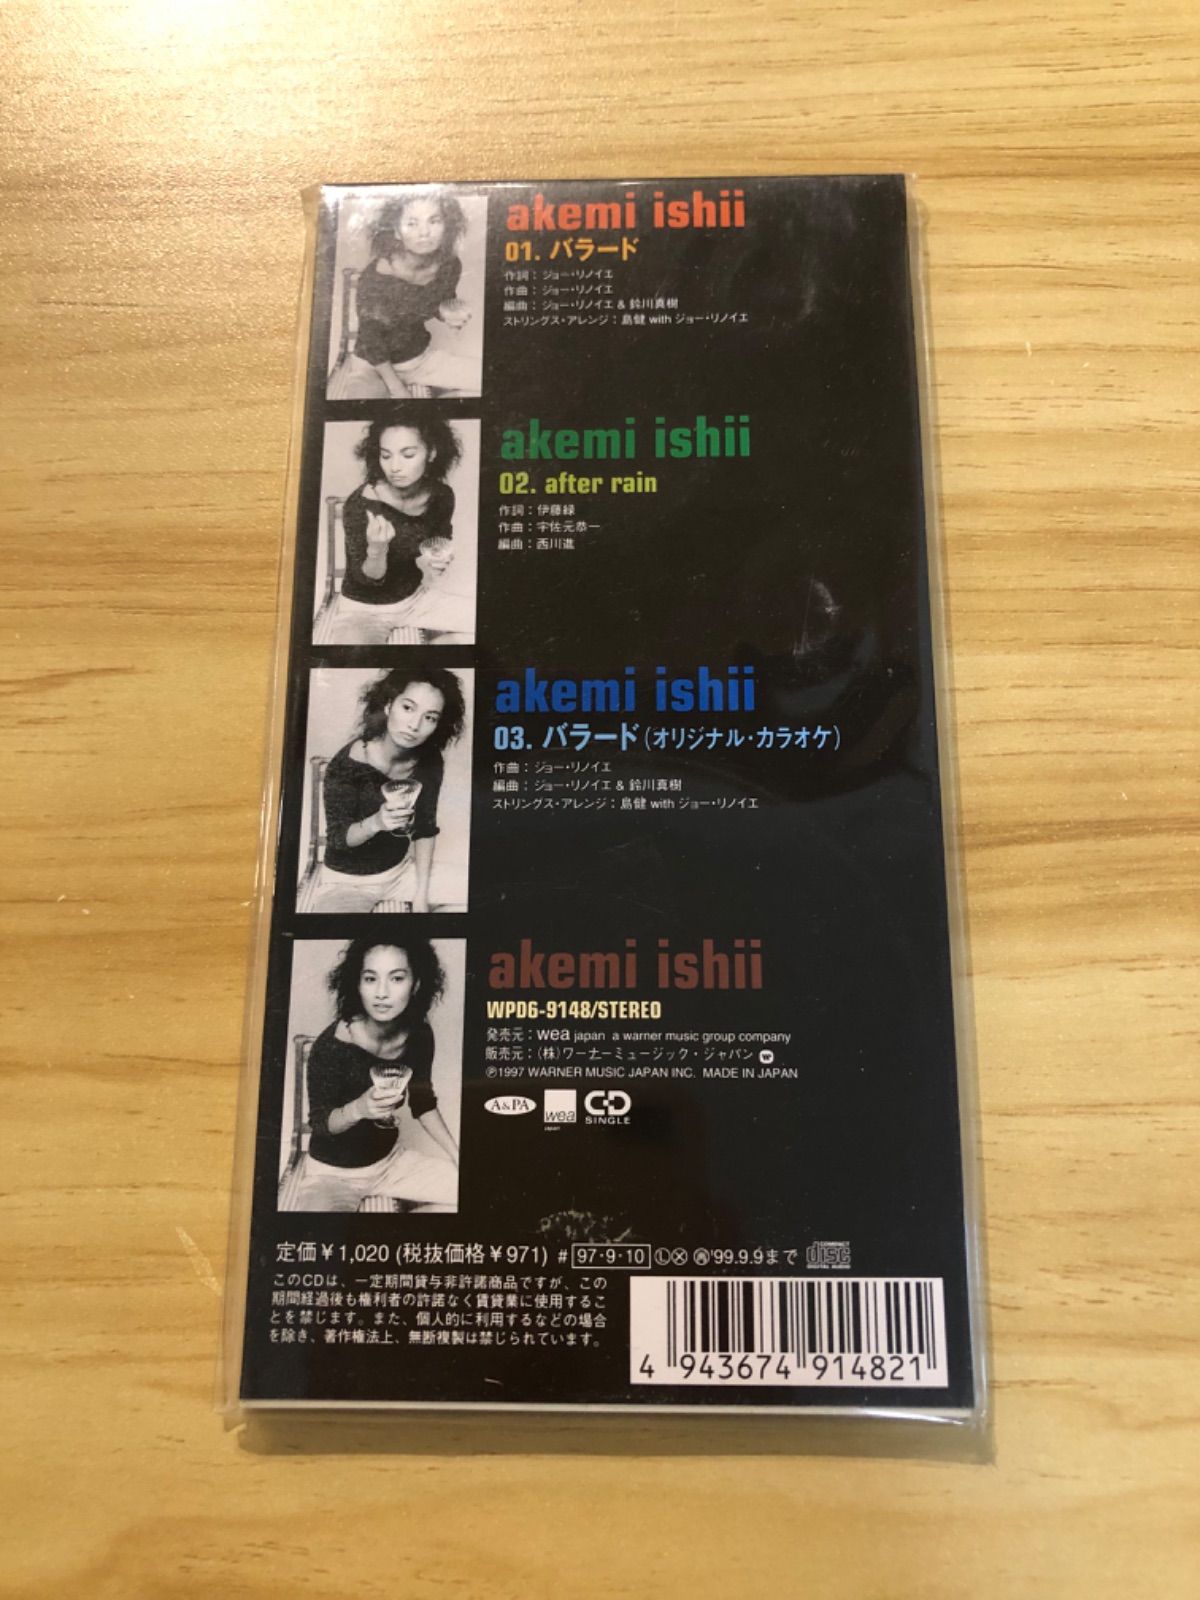 akemi ishii
01. バラード
作詞：ジョー・リノイエ
作曲：ジョー・リノイエ
編曲：ジョー・リノイエ & 鈴川真樹
ストリングス・アレンジ：島健 with ジョー・リノイエ
akemi ishii
02. after rain
作詞：伊藤緑
作曲：宇佐元恭一
編曲：西川進
akemi ishii
03. バラード (オリジナル・カラオケ)
作曲：ジョー・リノイエ
編曲：ジョー・リノイエ & 鈴川真樹
ストリングス・アレンジ：島健 with ジョー・リノイエ
akemi ishii
WPD6-9148/STEREO
発売元：wea japan a warner music group company
販売元：(株)ワーナーミュージック・ジャパン
℗1997 WARNER MUSIC JAPAN INC. MADE IN JAPAN
A&PA wea japan CD SINGLE
定価￥1,020 (税抜価格￥971) # 97・9・10 Ⓛ Ⓧ ㋰'99.9.9まで COMPACT disc DIGITAL AUDIO
このCDは、一定期間貸与非許諾商品ですが、この
期間経過後も権利者の許諾なく賃貸業に使用するこ
とを禁じます。また、個人的に利用するなどの場合
を除き、著作権法上、無断複製は禁じられています。
4 943674 914821